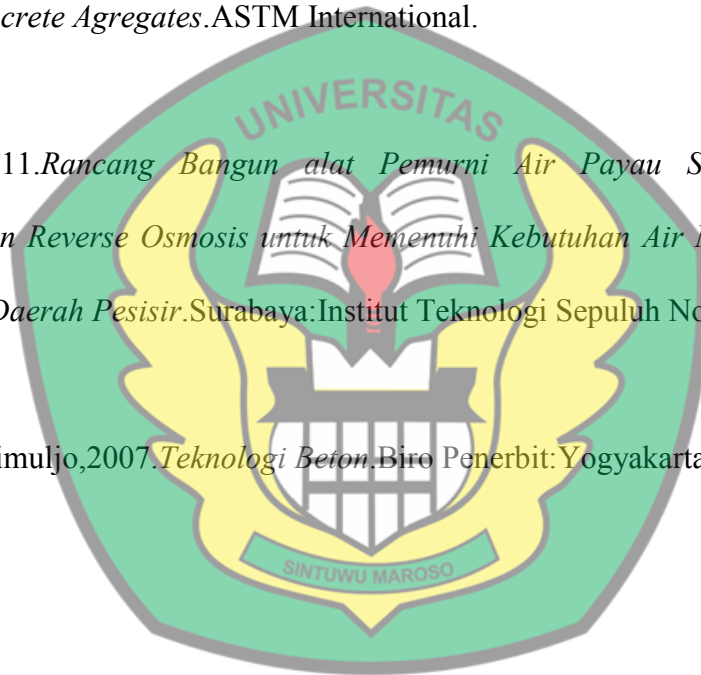 crete Agregates.ASTM International.
UNIVERSITAS
11.Rancang Bangun alat Pemurni Air Payau S
n Reverse Osmosis untuk Memenuhi Kebutuhan Air
Daerah Pesisir.Surabaya:Institut Teknologi Sepuluh No
imuljo,2007.Teknologi Beton.Biro Penerbit:Yogyakarta
SINTUWU MAROSO